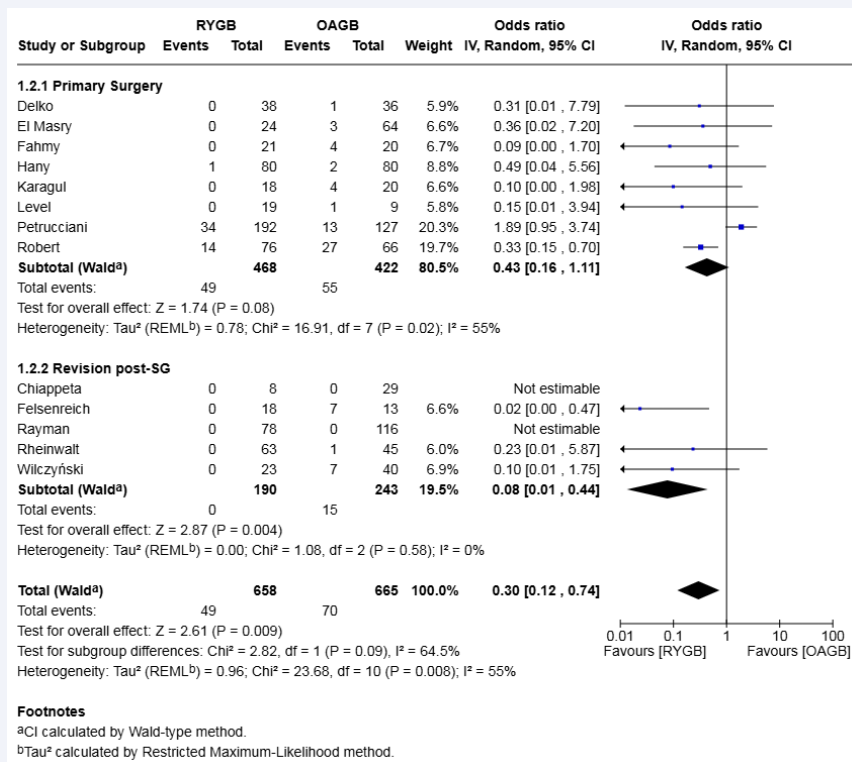 RYGB OAGB Odds ratio Odds ratio
Study or Subgroup Events Total Events Total Weight IV, Random, 95% CI IV, Random, 95% CI
1.2.1 Primary Surgery
Delko 0 38 1 36 5.9% 0.31 [0.01 , 7.79]
El Masry 0 24 3 64 6.6% 0.36 [0.02 , 7.20]
Fahmy 0 21 4 20 6.7% 0.09 [0.00 , 1.70]
Hany 1 80 2 80 8.8% 0.49 [0.04 , 5.56]
Karagul 0 18 4 20 6.6% 0.10 [0.00 , 1.98]
Level 0 19 1 9 5.8% 0.15 [0.01 , 3.94]
Petrucciani 34 192 13 127 20.3% 1.89 [0.95 , 3.74]
Robert 14 76 27 66 19.7% 0.33 [0.15 , 0.70]
Subtotal (Waldᵃ) 468 422 80.5% 0.43 [0.16 , 1.11]
Total events: 49 55
Test for overall effect: Z = 1.74 (P = 0.08)
Heterogeneity: Tau² (REMLᵇ) = 0.78; Chi² = 16.91, df = 7 (P = 0.02); I² = 55%
1.2.2 Revision post-SG
Chiappeta 0 8 0 29 Not estimable
Felsenreich 0 18 7 13 6.6% 0.02 [0.00 , 0.47]
Rayman 0 78 0 116 Not estimable
Rheinwalt 0 63 1 45 6.0% 0.23 [0.01 , 5.87]
Wilczyński 0 23 7 40 6.9% 0.10 [0.01 , 1.75]
Subtotal (Waldᵃ) 190 243 19.5% 0.08 [0.01 , 0.44]
Total events: 0 15
Test for overall effect: Z = 2.87 (P = 0.004)
Heterogeneity: Tau² (REMLᵇ) = 0.00; Chi² = 1.08, df = 2 (P = 0.58); I² = 0%
Total (Waldᵃ) 658 665 100.0% 0.30 [0.12 , 0.74]
Total events: 49 70
Test for overall effect: Z = 2.61 (P = 0.009)
Test for subgroup differences: Chi² = 2.82, df = 1 (P = 0.09), I² = 64.5%
Heterogeneity: Tau² (REMLᵇ) = 0.96; Chi² = 23.68, df = 10 (P = 0.008); I² = 55%
0.01 0.1 1 10 100
Favours [RYGB] Favours [OAGB]
Footnotes
ᵃCI calculated by Wald-type method.
ᵇTau² calculated by Restricted Maximum-Likelihood method.